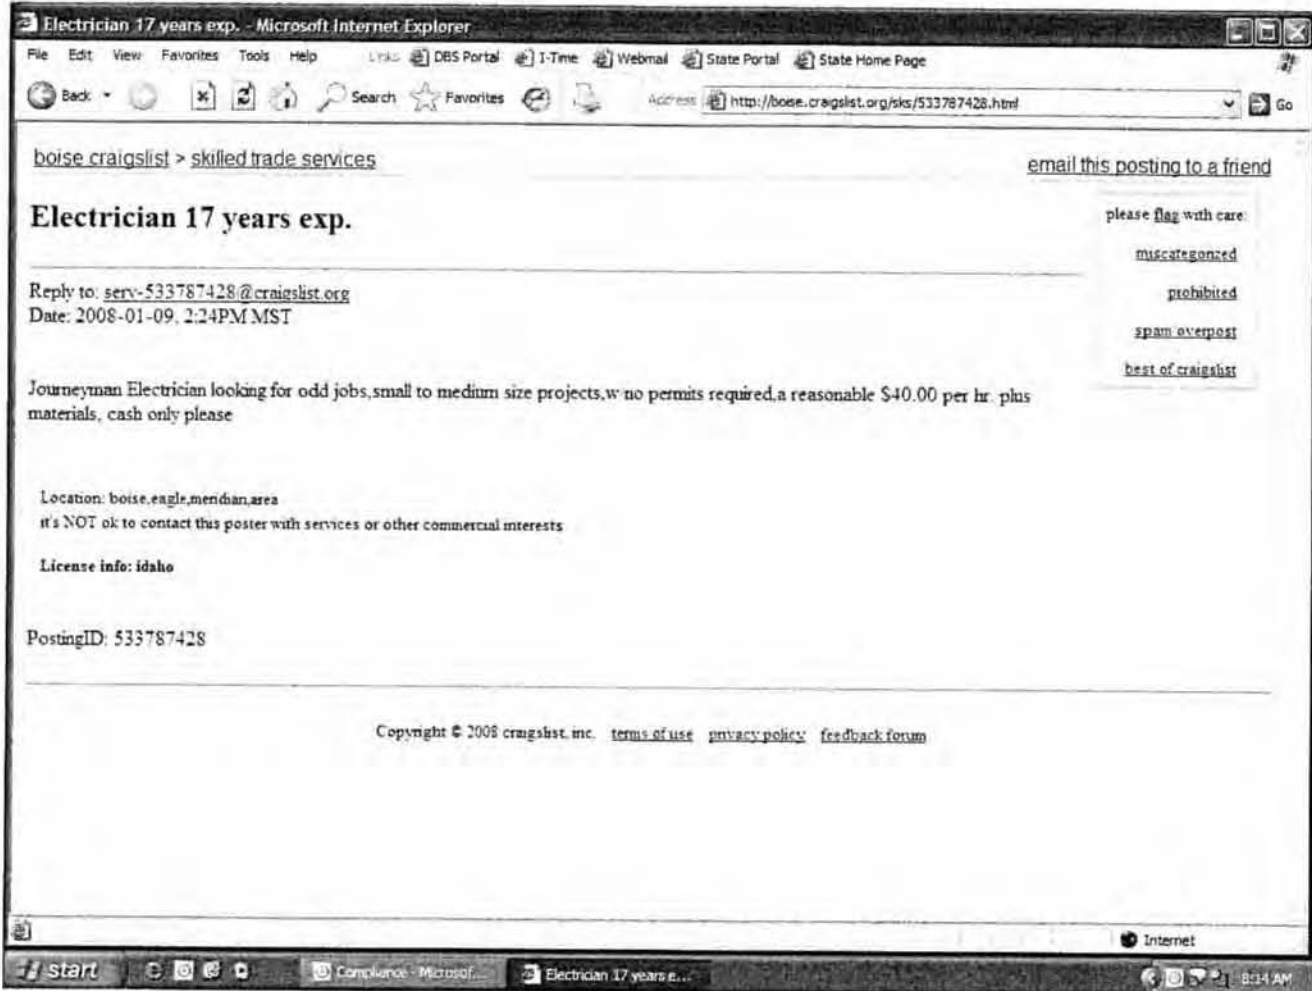 Electrician 17 years exp. - Microsoft Internet Explorer
File Edit View Favorites Tools Help Links DBS Portal I-Time Webmail State Portal State Home Page
Back Search Favorites Address http://boise.craigslist.org/sks/533787428.html Go
boise craigslist > skilled trade services
email this posting to a friend
Electrician 17 years exp.
please flag with care:
miscategorized
prohibited
spam/overpost
best of craigslist
Reply to: serv-533787428@craigslist.org
Date: 2008-01-09, 2:24PM MST
Journeyman Electrician looking for odd jobs,small to medium size projects,w no permits required,a reasonable $40.00 per hr. plus
materials, cash only please
Location: boise,eagle,meridian,area
it's NOT ok to contact this poster with services or other commercial interests
License info: idaho
PostingID: 533787428
Copyright © 2008 craigslist, inc. terms of use privacy policy feedback forum
Internet
start Compliance - Microsof... Electrician 17 years e... 8:14 AM